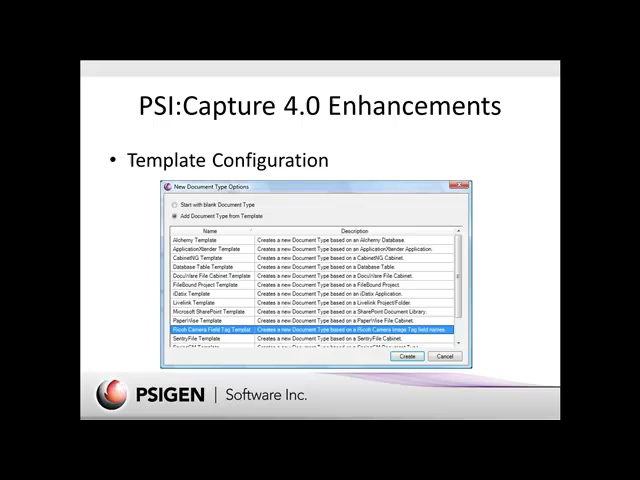 PSI:Capture 4.0 Enhancements
• Template Configuration
New Document Type Options
Start with blank Document Type
Add Document Type from Template
Name Description
Alchemy Template Creates a new Document Type based on an Alchemy Database.
ApplicationXtender Template Creates a new Document Type based on an ApplicationXtender Application.
CabinetNG Template Creates a new Document Type based on a CabinetNG Cabinet.
Database Table Template Creates a new Document Type based on a Database Table.
DocuWare File Cabinet Template Creates a new Document Type based on a DocuWare File Cabinet.
FileBound Template Creates a new Document Type based on a FileBound Project.
iDatix Template Creates a new Document Type based on an iDatix Application.
Livelink Template Creates a new Document Type based on a Livelink Project/Folder.
Microsoft SharePoint Template Creates a new Document Type based on a SharePoint Document Library.
PaperWise Template Creates a new Document Type based on a PaperWise File Cabinet.
Ricoh Camera Field Tag Template Creates a new Document Type based on a Ricoh Camera Image Tag field names.
SentryFile Template Creates a new Document Type based on a SentryFile Cabinet.
Create Cancel
PSIGEN | Software Inc.